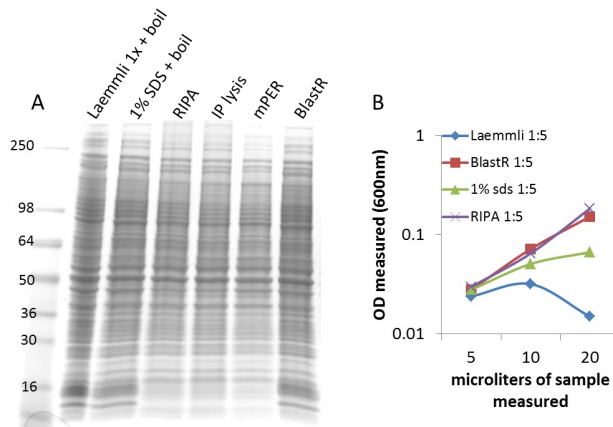 A
Laemmli 1x + boil
1% SDS + boil
RIPA
IP lysis
mPER
BlastR
250
98
64
50
36
30
16
B
OD measured (600nm)
1
0.1
0.01
Laemmli 1:5
BlastR 1:5
1% sds 1:5
RIPA 1:5
5 10 20
microliters of sample
measured